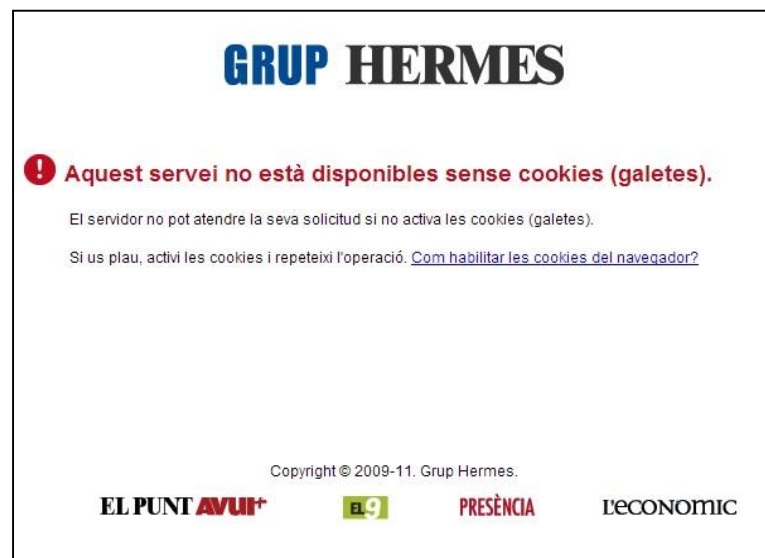 GRUP HERMES
Aquest servei no està disponibles sense cookies (galetes).
El servidor no pot atendre la seva solicitud si no activa les cookies (galetes).
Si us plau, activi les cookies i repeteixi l'operació. Com habilitar les cookies del navegador?
Copyright © 2009-11. Grup Hermes.
EL PUNT AVUI+ EL 9 PRESÈNCIA L'ECONOMIC